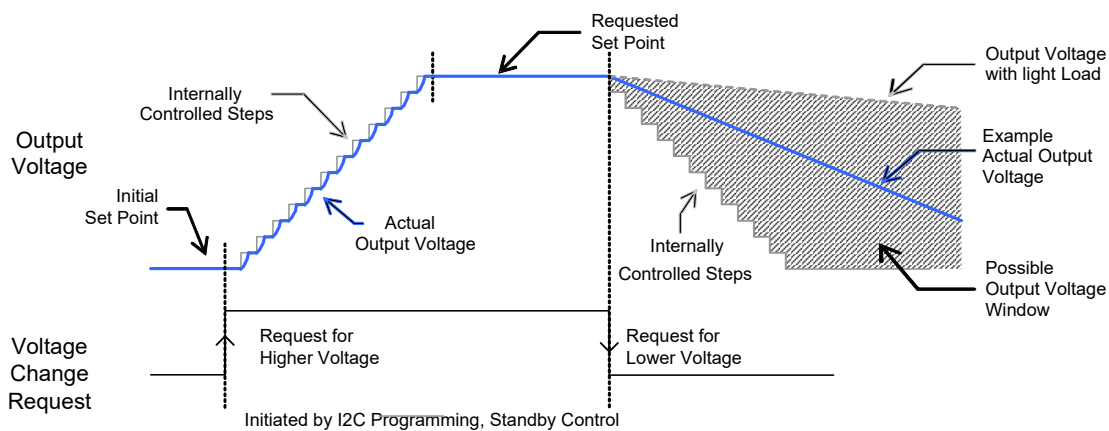 Requested
Set Point
Output Voltage
with light Load
Internally
Controlled Steps
Output
Voltage
Example
Actual Output
Voltage
Initial
Set Point
Actual
Output Voltage
Internally
Controlled Steps
Possible
Output Voltage
Window
Voltage
Change
Request
Request for
Higher Voltage
Request for
Lower Voltage
Initiated by I2C Programming, Standby Control